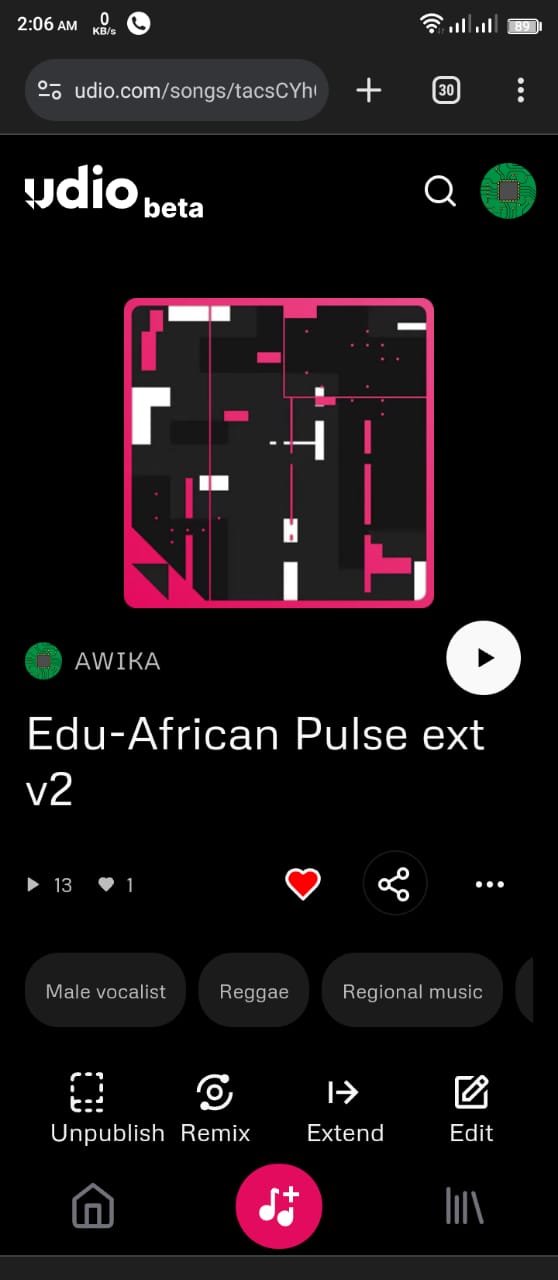 2:06 AM 0 KB/s 89
udio.com/songs/tacsCYh 30
udio beta
AWIKA
Edu-African Pulse ext
v2
13 1
Male vocalist Reggae Regional music
Unpublish Remix Extend Edit